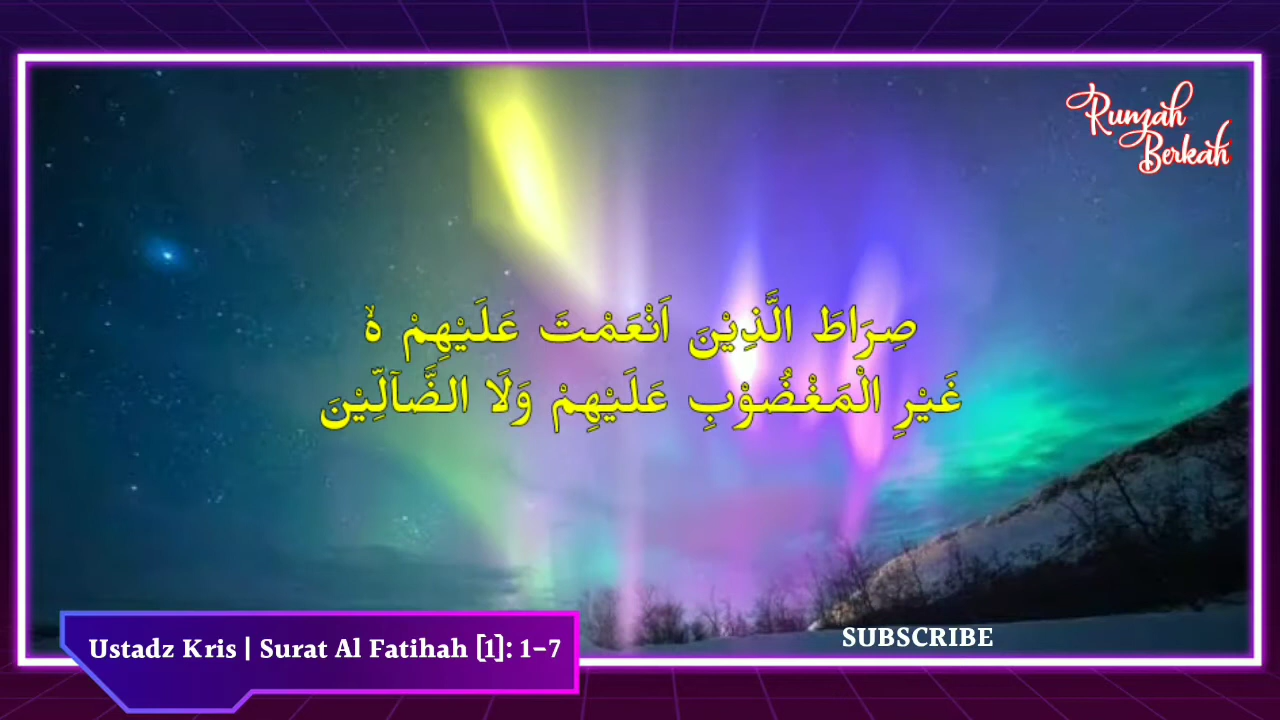 Rumah
Berkah
صِرَاطَ الَّذِيْنَ اَنْعَمْتَ عَلَيْهِمْ ەۙ
غَيْرِ الْمَغْضُوْبِ عَلَيْهِمْ وَلَا الضَّاۤلِّيْنَ
Ustadz Kris | Surat Al Fatihah [1]: 1-7
SUBSCRIBE